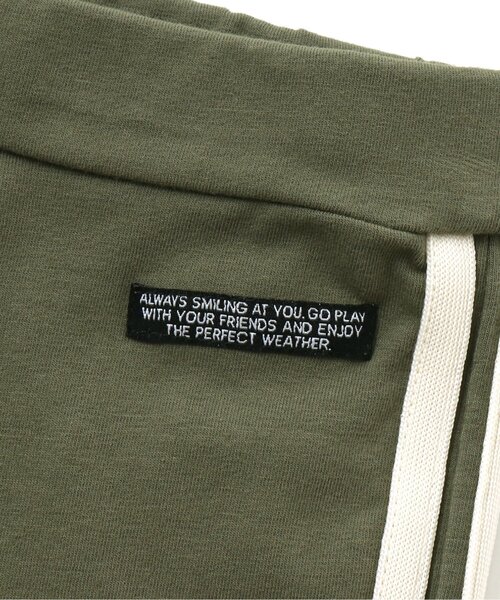 ALWAYS SMILING AT YOU. GO PLAY
WITH YOUR FRIENDS AND ENJOY
THE PERFECT WEATHER.